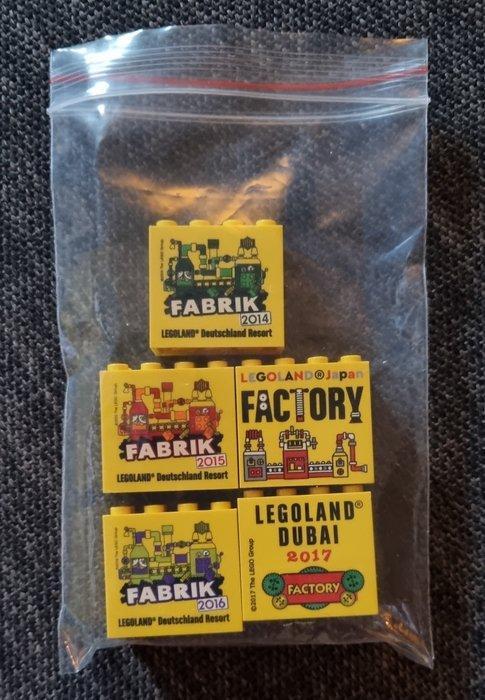 FABRIK
2014
LEGOLAND® Deutschland Resort
FABRIK
2015
LEGOLAND® Deutschland Resort
LEGOLAND® Japan
FACTORY
FABRIK
2016
LEGOLAND® Deutschland Resort
LEGOLAND®
DUBAI
2017
FACTORY
©2017 The LEGO Group